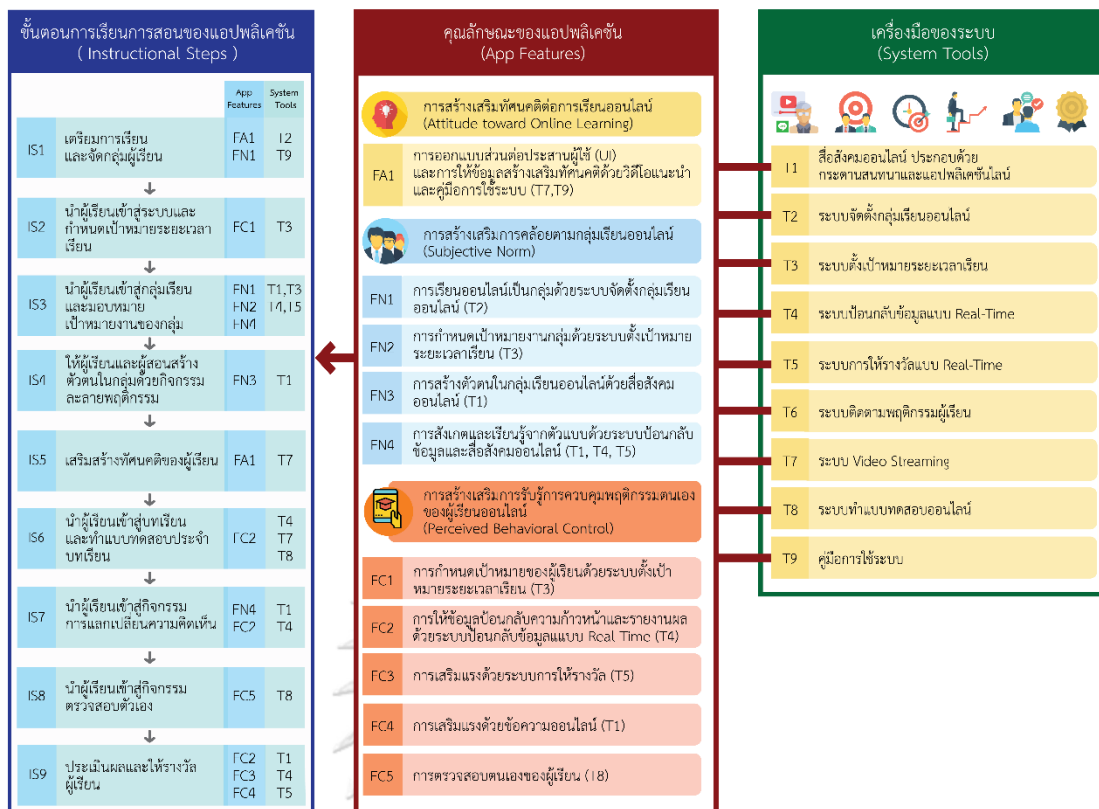 ขั้นตอนการเรียนการสอนของแอปพลิเคชัน
( Instructional Steps )
App
Features
System
Tools
IS1
เตรียมการเรียน
และจัดกลุ่มผู้เรียน
FA1
FN1
T2
T9
IS2
นำผู้เรียนเข้าสู่ระบบและ
กำหนดเป้าหมายระยะเวลา
เรียน
FC1
T3
IS3
นำผู้เรียนเข้าสู่กลุ่มเรียน
และมอบหมาย
เป้าหมายงานของกลุ่ม
FN1
FN2
FN4
T1,T3
T4,T5
IS4
ให้ผู้เรียนและผู้สอนสร้าง
ตัวตนในกลุ่มด้วยกิจกรรม
ละลายพฤติกรรม
FN3
T1
IS5
เสริมสร้างทัศนคติของผู้เรียน
FA1
T7
IS6
นำผู้เรียนเข้าสู่บทเรียน
และทำแบบทดสอบประจำ
บทเรียน
FC2
T4
T7
T8
IS7
นำผู้เรียนเข้าสู่กิจกรรม
การแลกเปลี่ยนความคิดเห็น
FN4
FC2
T1
T4
IS8
นำผู้เรียนเข้าสู่กิจกรรม
ตรวจสอบตัวเอง
FC5
T8
IS9
ประเมินผลและให้รางวัล
ผู้เรียน
FC2
FC3
FC4
T1
T4
T5
คุณลักษณะของแอปพลิเคชัน
(App Features)
การสร้างเสริมทัศนคติต่อการเรียนออนไลน์
(Attitude toward Online Learning)
FA1
การออกแบบส่วนต่อประสานผู้ใช้ (UI)
และการให้ข้อมูลสร้างเสริมทัศนคติด้วยวิดีโอแนะนำ
และคู่มือการใช้ระบบ (T7,T9)
การสร้างเสริมการคล้อยตามกลุ่มเรียนออนไลน์
(Subjective Norm)
FN1
การเรียนออนไลน์เป็นกลุ่มด้วยระบบจัดตั้งกลุ่มเรียน
ออนไลน์ (T2)
FN2
การกำหนดเป้าหมายงานกลุ่มด้วยระบบตั้งเป้าหมาย
ระยะเวลาเรียน (T3)
FN3
การสร้างตัวตนในกลุ่มเรียนออนไลน์ด้วยสื่อสังคม
ออนไลน์ (T1)
FN4
การสังเกตและเรียนรู้จากตัวแบบด้วยระบบป้อนกลับ
ข้อมูลและสื่อสังคมออนไลน์ (T1, T4, T5)
การสร้างเสริมการรับรู้การควบคุมพฤติกรรมตนเอง
ของผู้เรียนออนไลน์
(Perceived Behavioral Control)
FC1
การกำหนดเป้าหมายของผู้เรียนด้วยระบบตั้งเป้า
หมายระยะเวลาเรียน (T3)
FC2
การให้ข้อมูลป้อนกลับความก้าวหน้าและรายงานผล
ด้วยระบบป้อนกลับข้อมูลแแบบ Real Time (T4)
FC3
การเสริมแรงด้วยระบบการให้รางวัล (T5)
FC4
การเสริมแรงด้วยข้อความออนไลน์ (T1)
FC5
การตรวจสอบตนเองของผู้เรียน (T8)
เครื่องมือของระบบ
(System Tools)
T1
สื่อสังคมออนไลน์ ประกอบด้วย
กระดานสนทนาและแอปพลิเคชันไลน์
T2
ระบบจัดตั้งกลุ่มเรียนออนไลน์
T3
ระบบตั้งเป้าหมายระยะเวลาเรียน
T4
ระบบป้อนกลับข้อมูลแบบ Real-Time
T5
ระบบการให้รางวัลแบบ Real-Time
T6
ระบบติดตามพฤติกรรมผู้เรียน
T7
ระบบ Video Streaming
T8
ระบบทำแบบทดสอบออนไลน์
T9
คู่มือการใช้ระบบ